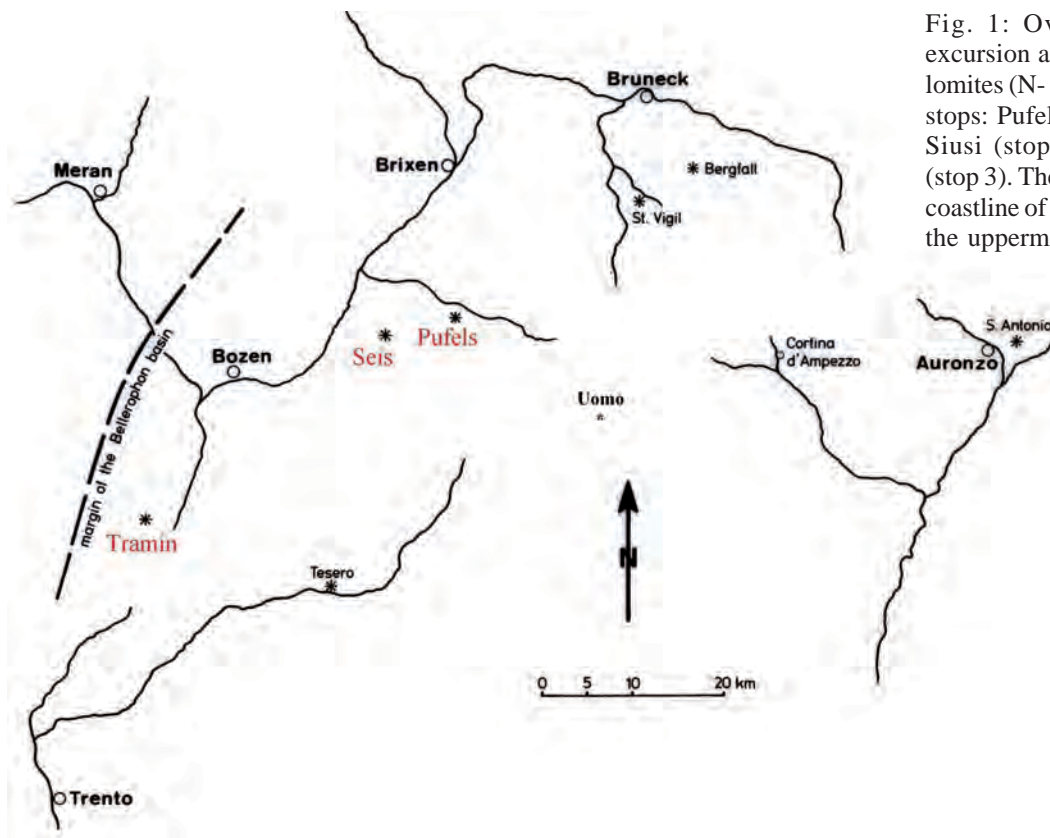 Fig. 1: Ov
excursion a
lomites (N-
stops: Pufel
Siusi (stop
(stop 3). The
coastline of
the upperm
Bruneck
Meran
Brixen
Bergfall
St. Vigil
margin of the Bellerophon basin
Pufels
Seis
Bozen
S. Antonio
Cortina
d'Ampezzo
Auronzo
Uomo
N
Tramin
Tesero
0 5 10 20 km
Trento